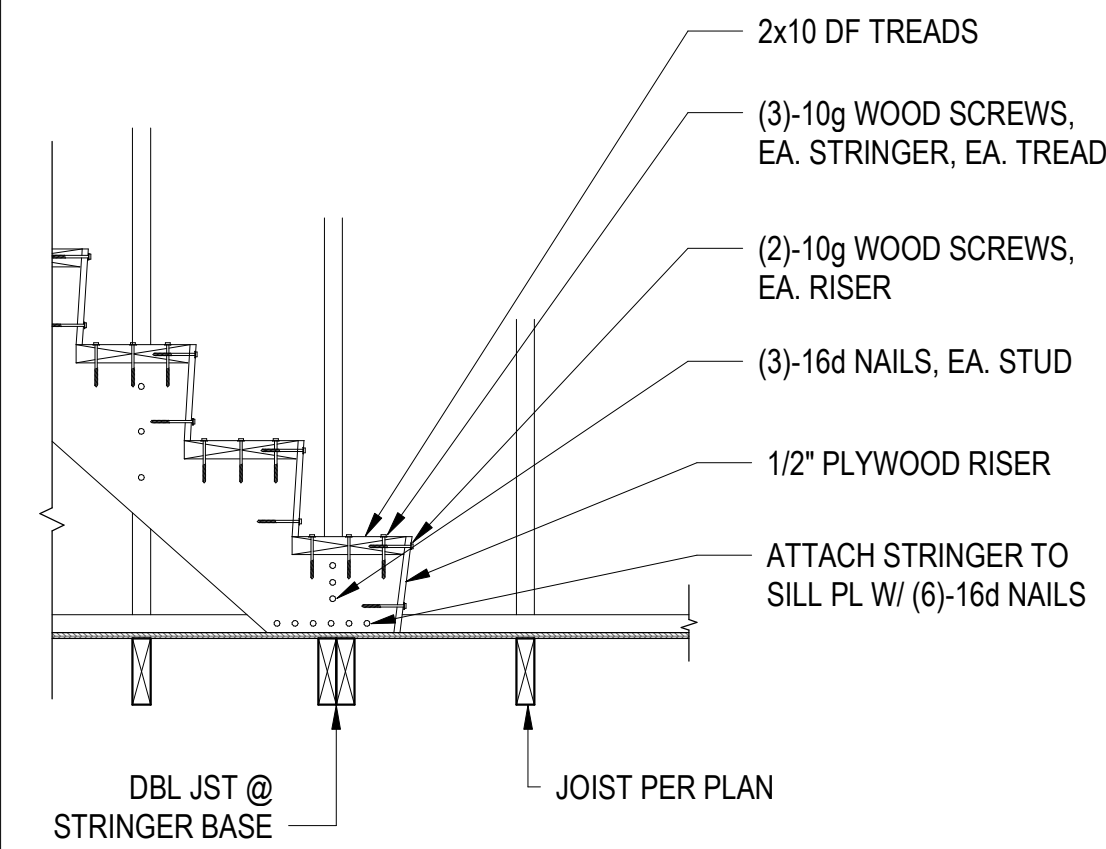 2x10 DF TREADS
(3)-10g WOOD SCREWS,
EA. STRINGER, EA. TREAD
(2)-10g WOOD SCREWS,
EA. RISER
(3)-16d NAILS, EA. STUD
1/2" PLYWOOD RISER
ATTACH STRINGER TO
SILL PL W/ (6)-16d NAILS
DBL JST @
STRINGER BASE
JOIST PER PLAN